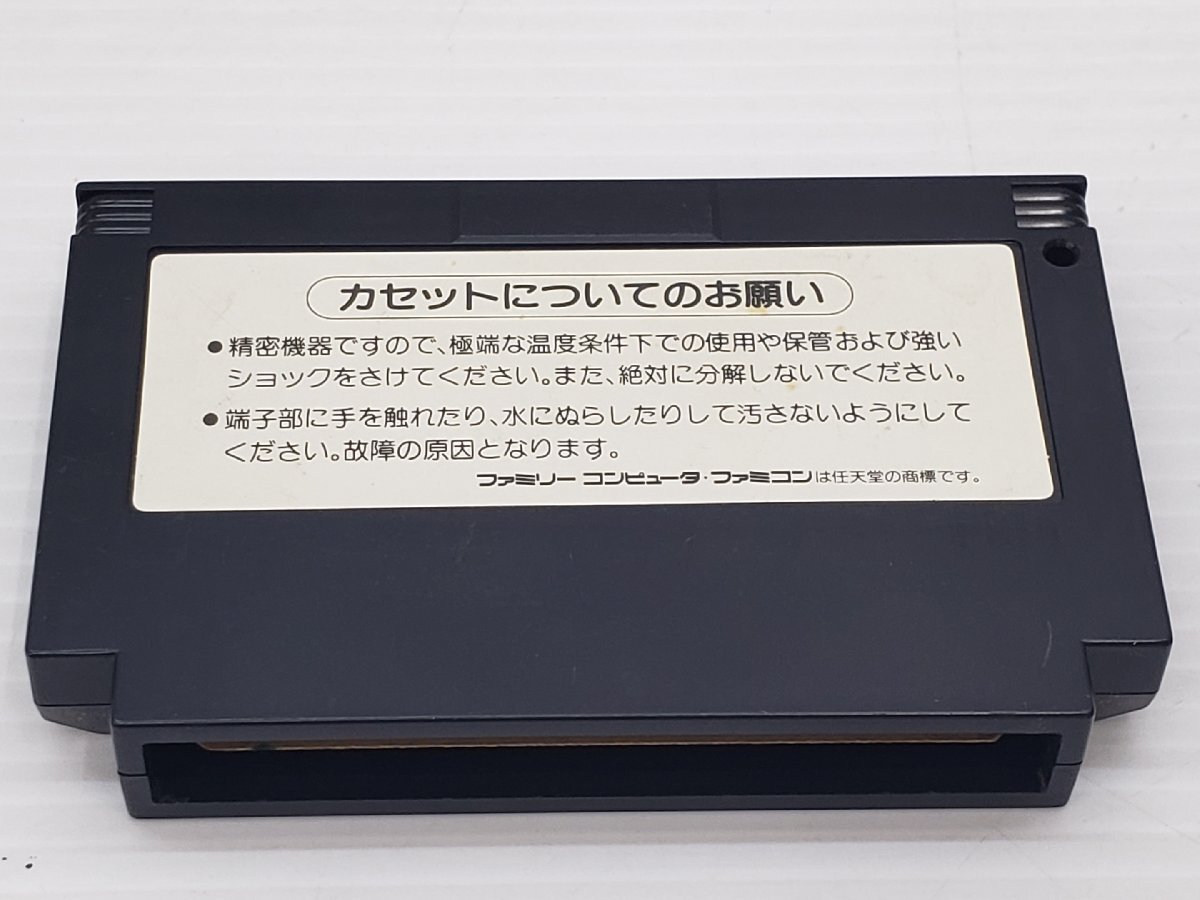 カセットについてのお願い
●精密機器ですので、極端な温度条件下での使用や保管および強い
ショックをさけてください。また、絶対に分解しないでください。
●端子部に手を触れたり、水にぬらしたりして汚さないようにして
ください。故障の原因となります。
ファミリー コンピュータ・ファミコンは任天堂の商標です。